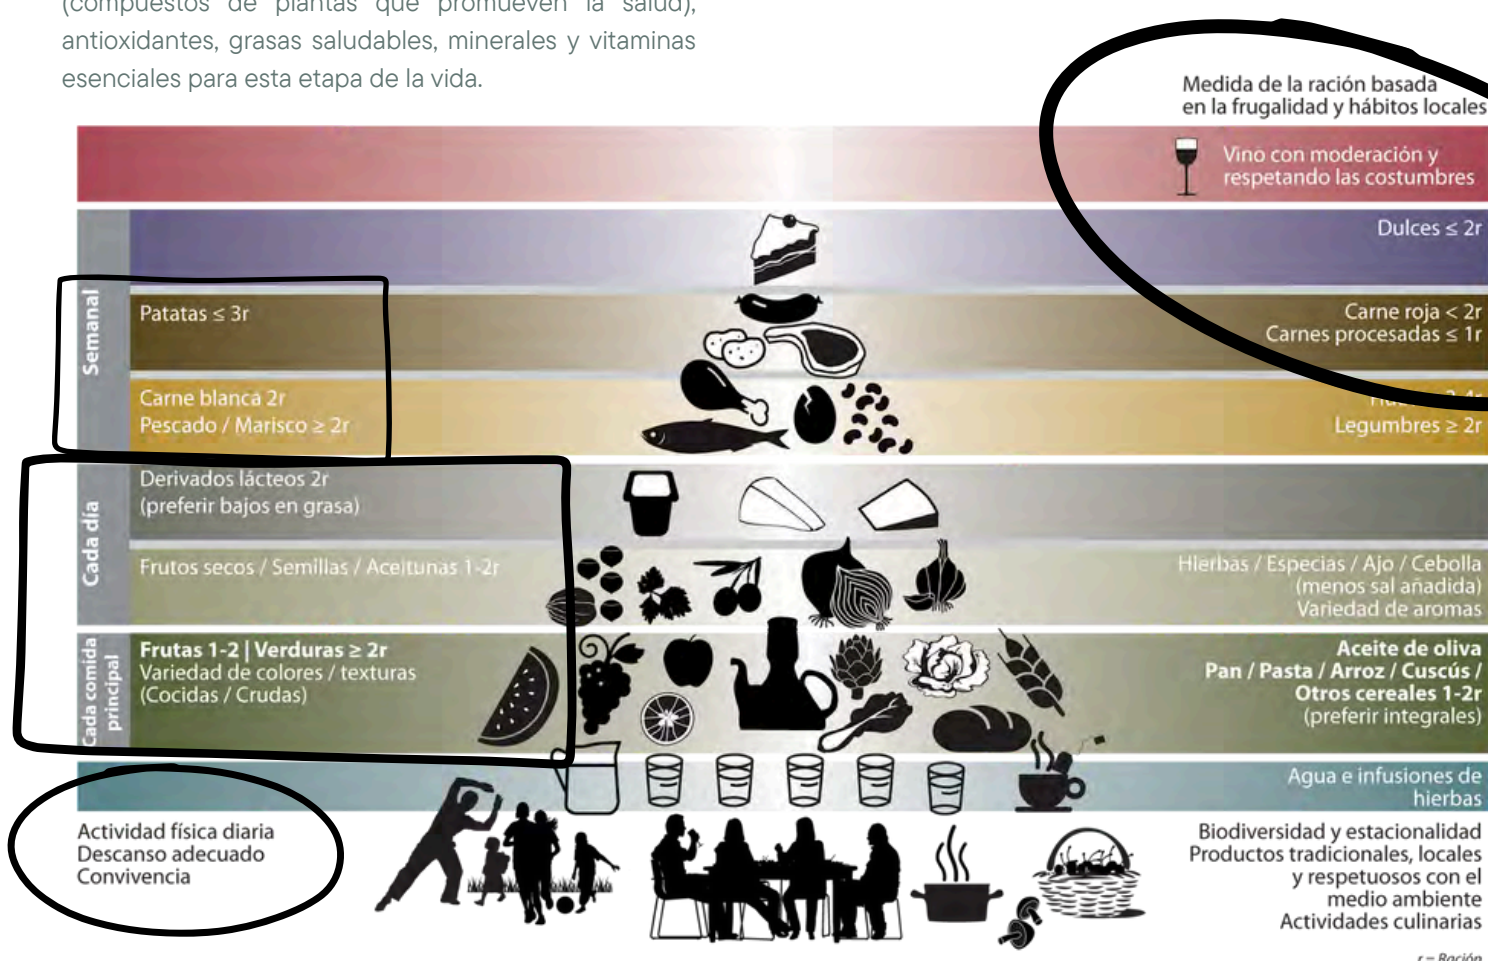 (compuestos de plantas que promueven la salud),
antioxidantes, grasas saludables, minerales y vitaminas
esenciales para esta etapa de la vida.
Medida de la ración basada
en la frugalidad y hábitos locales
Vino con moderación y
respetando las costumbres
Semanal
Dulces ≤ 2r
Patatas ≤ 3r
Carne roja < 2r
Carnes procesadas ≤ 1r
Carne blanca 2r
Pescado / Marisco ≥ 2r
Legumbres ≥ 2r
Cada día
Derivados lácteos 2r
(preferir bajos en grasa)
Frutos secos / Semillas / Aceitunas 1-2r
Hierbas / Especias / Ajo / Cebolla
(menos sal añadida)
Variedad de aromas
Cada comida
principal
Frutas 1-2 | Verduras ≥ 2r
Variedad de colores / texturas
(Cocidas / Crudas)
Aceite de oliva
Pan / Pasta / Arroz / Cuscús /
Otros cereales 1-2r
(preferir integrales)
Agua e infusiones de
hierbas
Actividad física diaria
Descanso adecuado
Convivencia
Biodiversidad y estacionalidad
Productos tradicionales, locales
y respetuosos con el
medio ambiente
Actividades culinarias
r = Ración